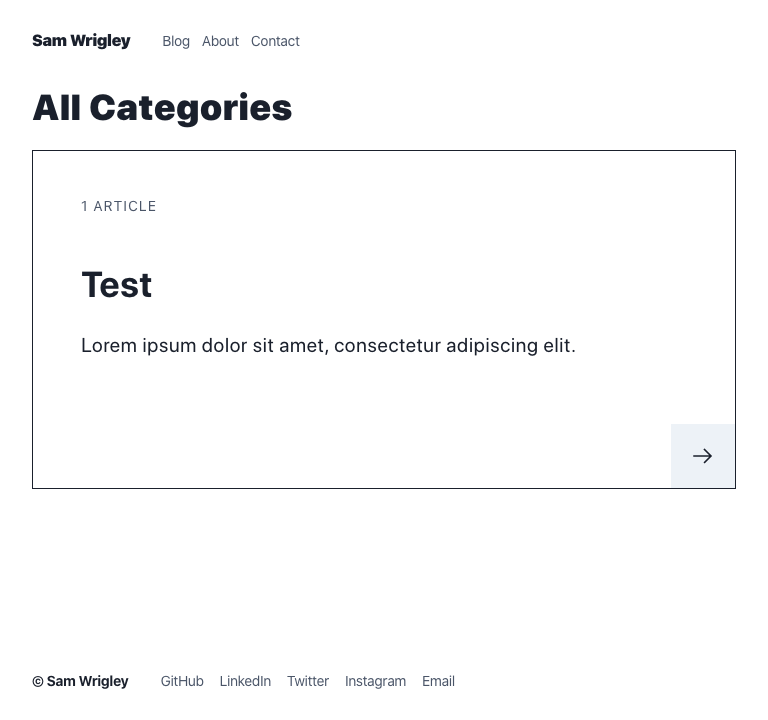 Sam Wrigley Blog About Contact
All Categories
1 ARTICLE
Test
Lorem ipsum dolor sit amet, consectetur adipiscing elit.
© Sam Wrigley GitHub LinkedIn Twitter Instagram Email